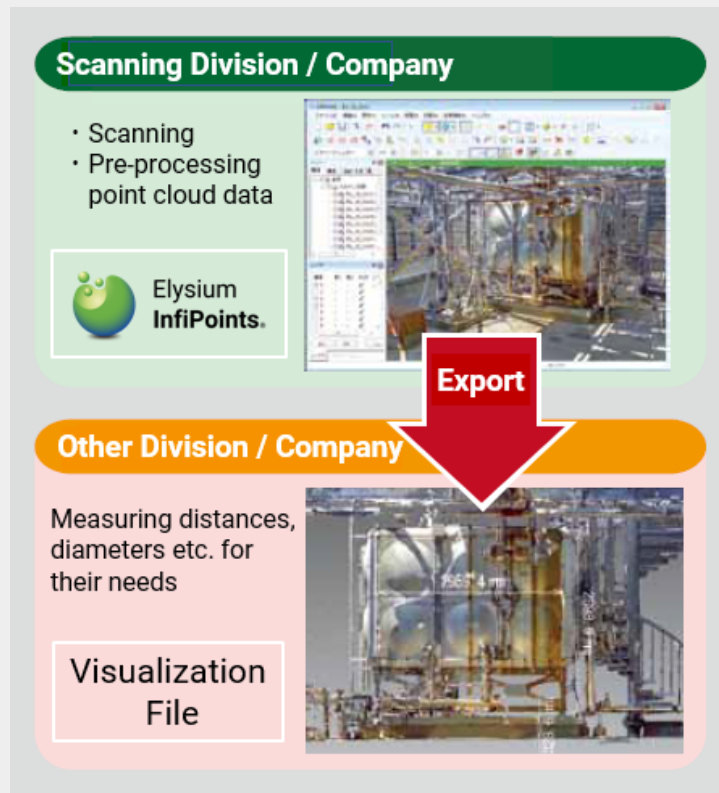 Scanning Division / Company
・Scanning
・Pre-processing
point cloud data
Elysium
InfiPoints.
Export
Other Division / Company
Measuring distances,
diameters etc. for
their needs
Visualization
File